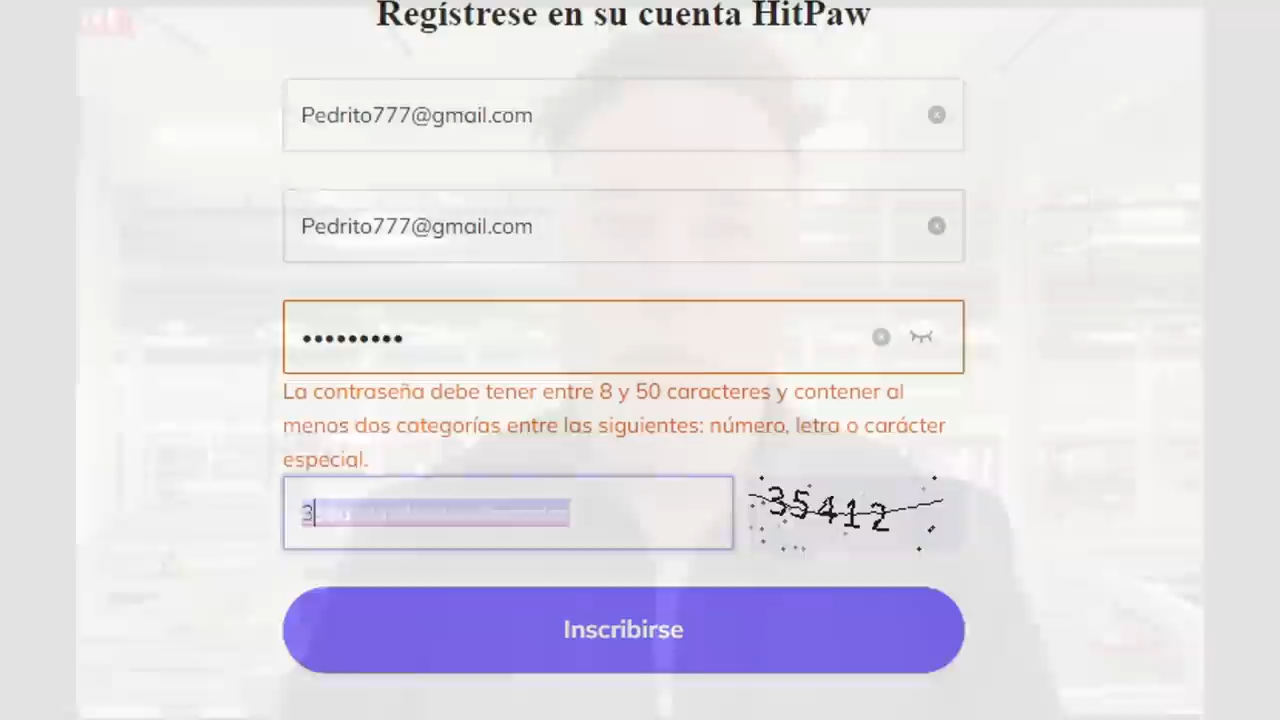 Regístrese en su cuenta HitPaw
Pedrito777@gmail.com
Pedrito777@gmail.com
•••••••••
La contraseña debe tener entre 8 y 50 caracteres y contener al
menos dos categorías entre las siguientes: número, letra o carácter
especial.
3
35412
Inscribirse